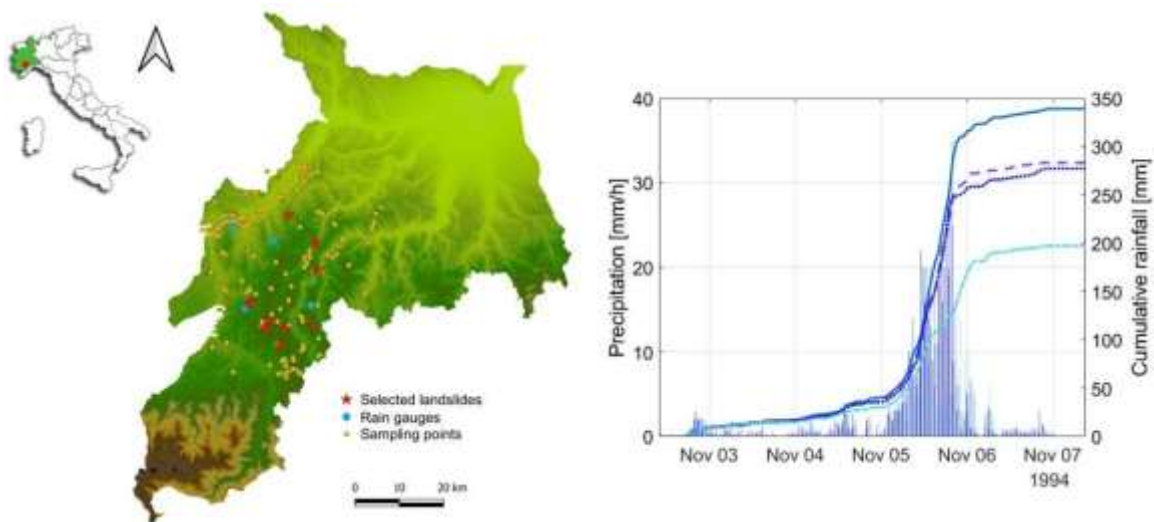 Selected landslides
Rain gauges
Sampling points
0 10 20 km
Precipitation [mm/h]
40
30
20
10
0
Nov 03 Nov 04 Nov 05 Nov 06 Nov 07
1994
350
300
250
200
150
100
50
0
Cumulative rainfall [mm]